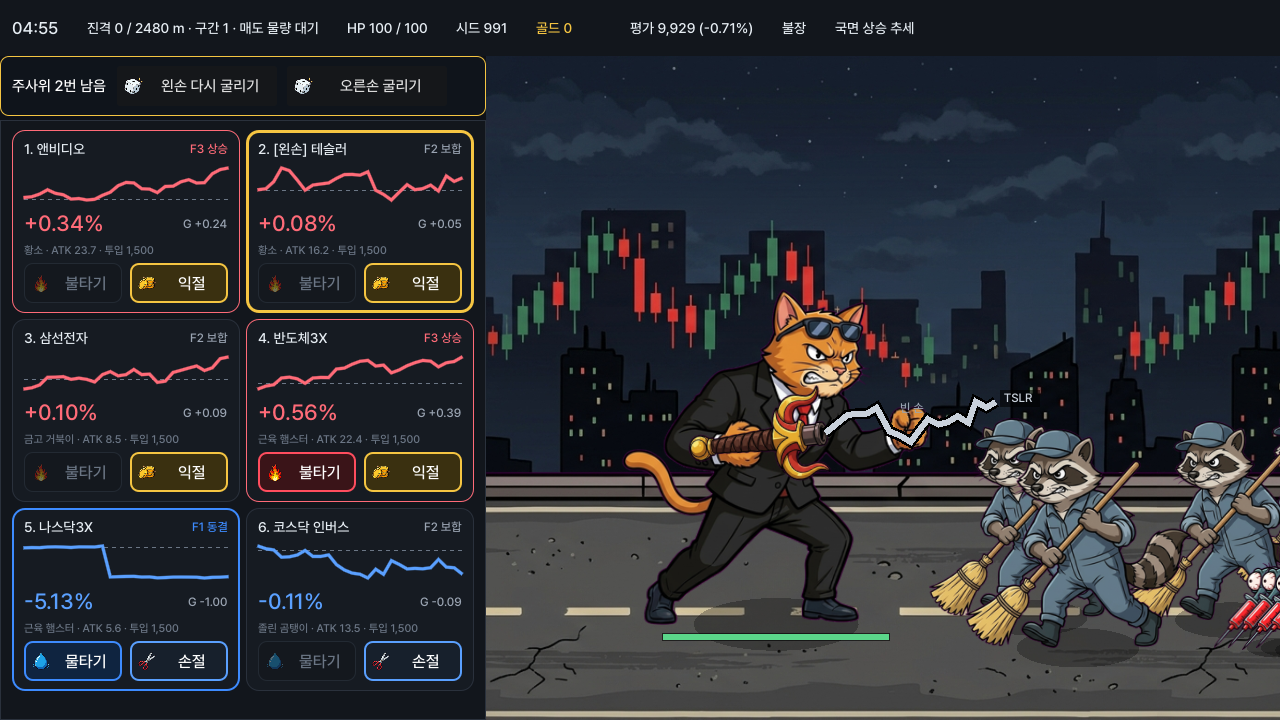 04:55 진격 0 / 2480 m · 구간 1 · 매도 물량 대기 HP 100 / 100 시드 991 골드 0 평가 9,929 (-0.71%) 불장 국면 상승 추세
주사위 2번 남음 왼손 다시 굴리기 오른손 굴리기
1. 앤비디오 F3 상승
+0.34% G +0.24
황소 · ATK 23.7 · 투입 1,500
불타기 익절
2. [왼손] 테슬러 F2 보합
+0.08% G +0.05
황소 · ATK 16.2 · 투입 1,500
불타기 익절
3. 삼선전자 F2 보합
+0.10% G +0.09
금고 거북이 · ATK 8.5 · 투입 1,500
불타기 익절
4. 반도체3X F3 상승
+0.56% G +0.39
근육 햄스터 · ATK 22.4 · 투입 1,500
불타기 익절
5. 나스닥3X F1 동결
-5.13% G -1.00
근육 햄스터 · ATK 5.6 · 투입 1,500
물타기 손절
6. 코스닥 인버스 F2 보합
-0.11% G -0.09
졸린 곰탱이 · ATK 13.5 · 투입 1,500
물타기 손절
TSLR